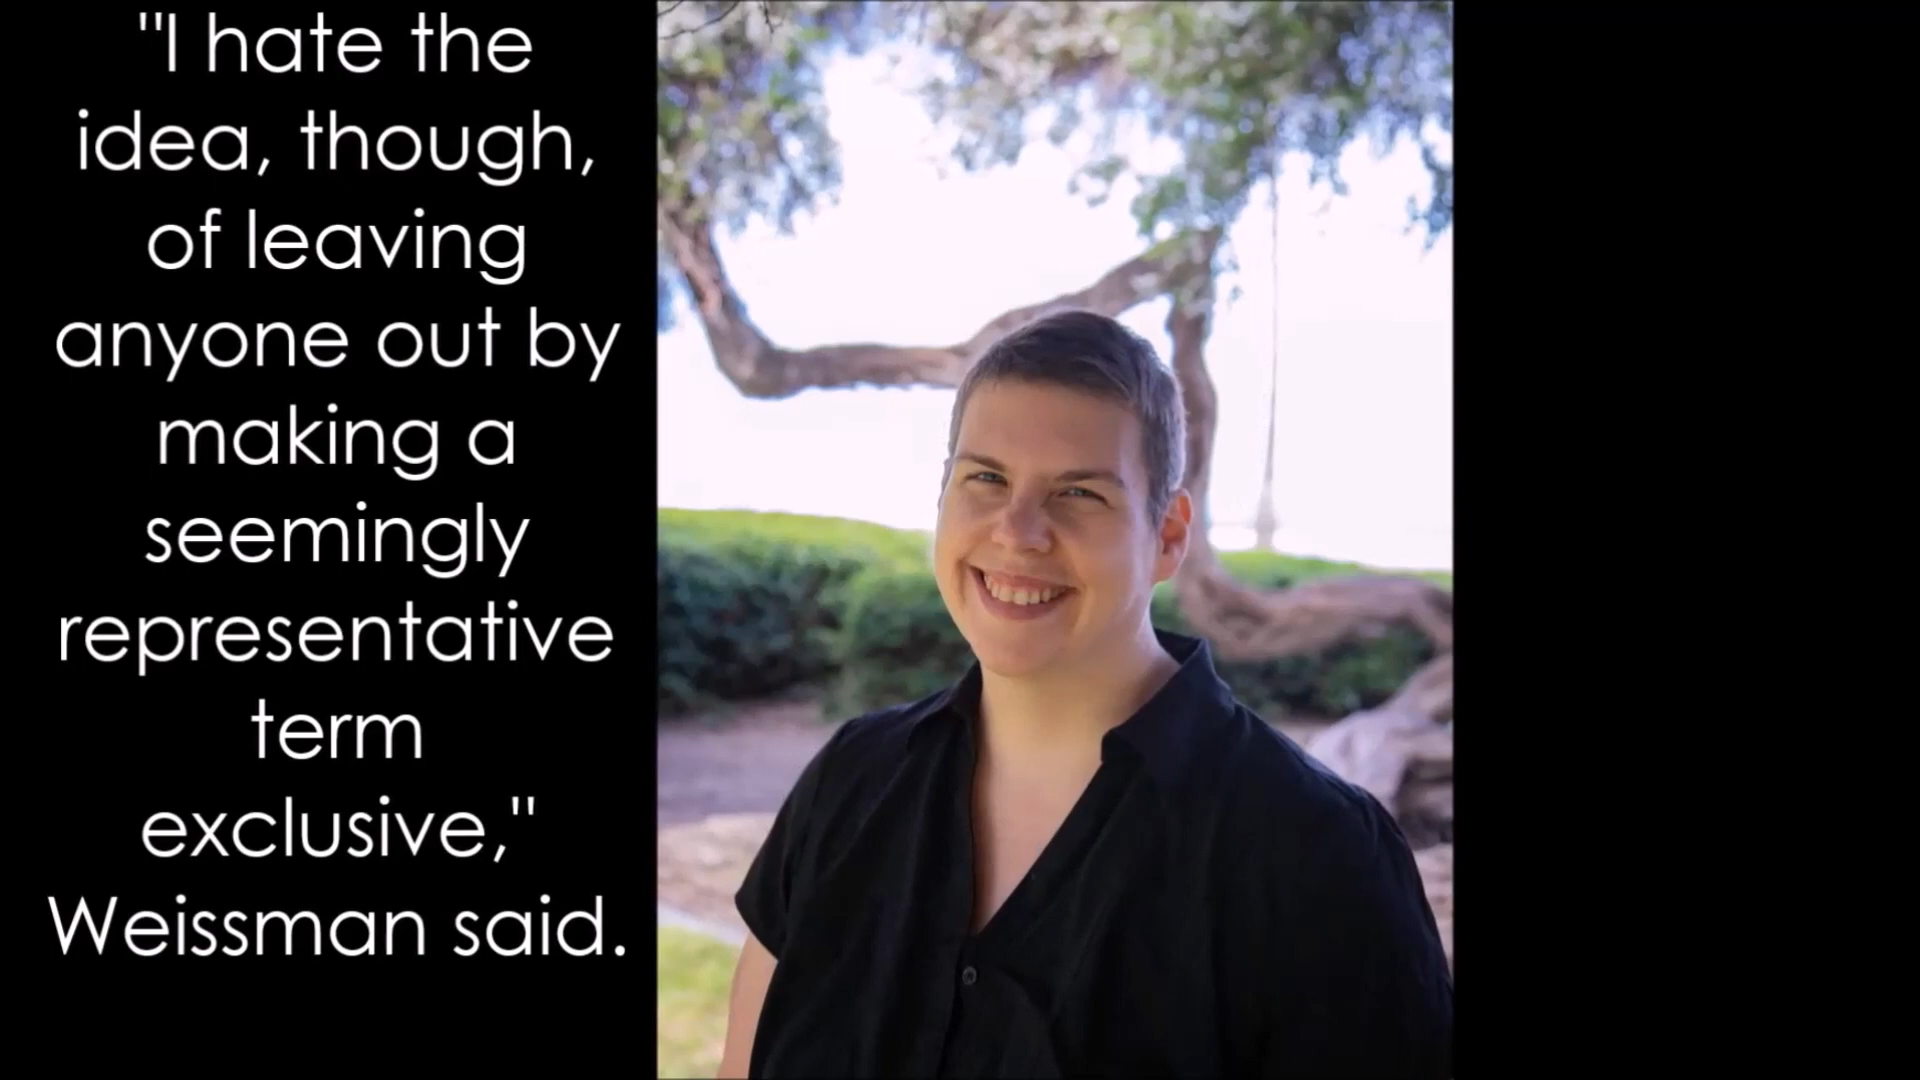 "I hate the
idea, though,
of leaving
anyone out by
making a
seemingly
representative
term
exclusive,"
Weissman said.